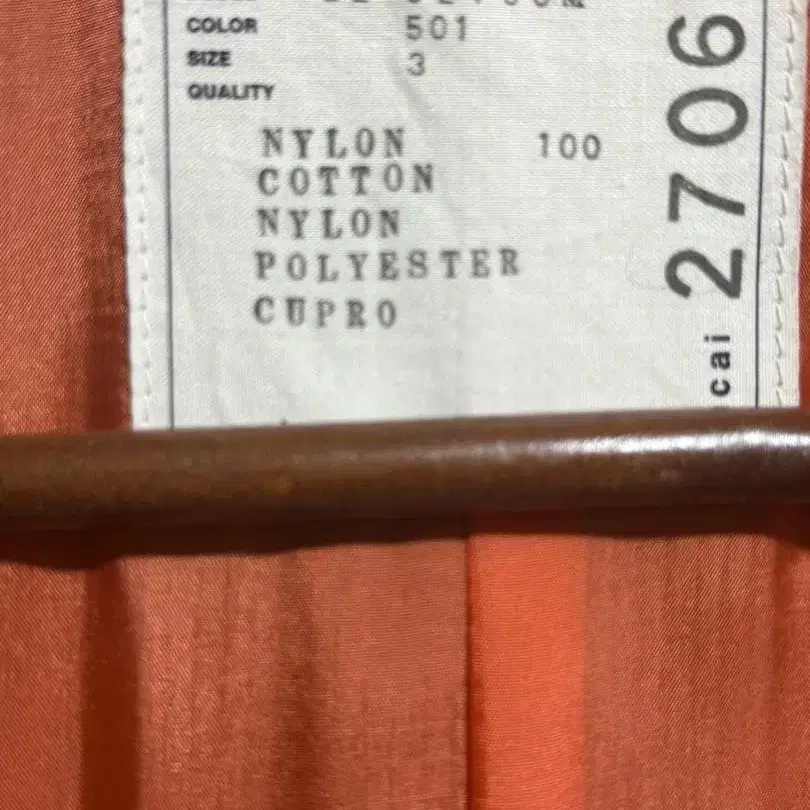 COLOR 501
SIZE 3
QUALITY
NYLON 100
COTTON
NYLON
POLYESTER
CUPRO
2706
cai